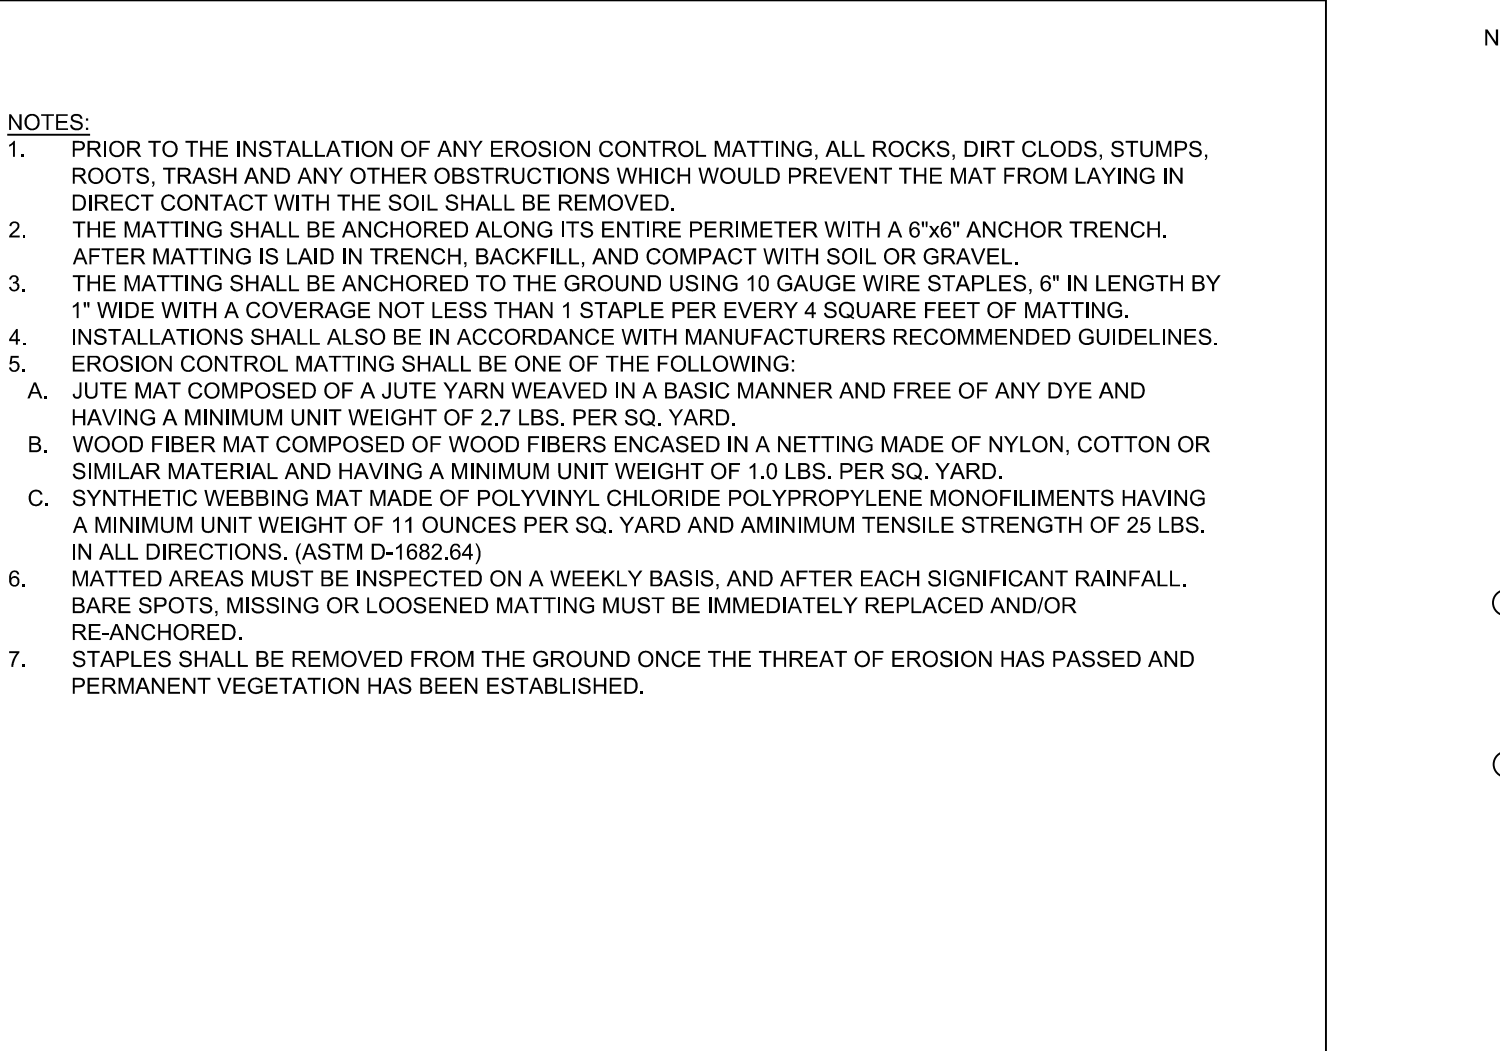 N
NOTES:
1. PRIOR TO THE INSTALLATION OF ANY EROSION CONTROL MATTING, ALL ROCKS, DIRT CLODS, STUMPS,
ROOTS, TRASH AND ANY OTHER OBSTRUCTIONS WHICH WOULD PREVENT THE MAT FROM LAYING IN
DIRECT CONTACT WITH THE SOIL SHALL BE REMOVED.
2. THE MATTING SHALL BE ANCHORED ALONG ITS ENTIRE PERIMETER WITH A 6"x6" ANCHOR TRENCH.
AFTER MATTING IS LAID IN TRENCH, BACKFILL, AND COMPACT WITH SOIL OR GRAVEL.
3. THE MATTING SHALL BE ANCHORED TO THE GROUND USING 10 GAUGE WIRE STAPLES, 6" IN LENGTH BY
1" WIDE WITH A COVERAGE NOT LESS THAN 1 STAPLE PER EVERY 4 SQUARE FEET OF MATTING.
4. INSTALLATIONS SHALL ALSO BE IN ACCORDANCE WITH MANUFACTURERS RECOMMENDED GUIDELINES.
5. EROSION CONTROL MATTING SHALL BE ONE OF THE FOLLOWING:
A. JUTE MAT COMPOSED OF A JUTE YARN WEAVED IN A BASIC MANNER AND FREE OF ANY DYE AND
HAVING A MINIMUM UNIT WEIGHT OF 2.7 LBS. PER SQ. YARD.
B. WOOD FIBER MAT COMPOSED OF WOOD FIBERS ENCASED IN A NETTING MADE OF NYLON, COTTON OR
SIMILAR MATERIAL AND HAVING A MINIMUM UNIT WEIGHT OF 1.0 LBS. PER SQ. YARD.
C. SYNTHETIC WEBBING MAT MADE OF POLYVINYL CHLORIDE POLYPROPYLENE MONOFILIMENTS HAVING
A MINIMUM UNIT WEIGHT OF 11 OUNCES PER SQ. YARD AND AMINIMUM TENSILE STRENGTH OF 25 LBS.
IN ALL DIRECTIONS. (ASTM D-1682.64)
6. MATTED AREAS MUST BE INSPECTED ON A WEEKLY BASIS, AND AFTER EACH SIGNIFICANT RAINFALL.
BARE SPOTS, MISSING OR LOOSENED MATTING MUST BE IMMEDIATELY REPLACED AND/OR
RE-ANCHORED.
7. STAPLES SHALL BE REMOVED FROM THE GROUND ONCE THE THREAT OF EROSION HAS PASSED AND
PERMANENT VEGETATION HAS BEEN ESTABLISHED.